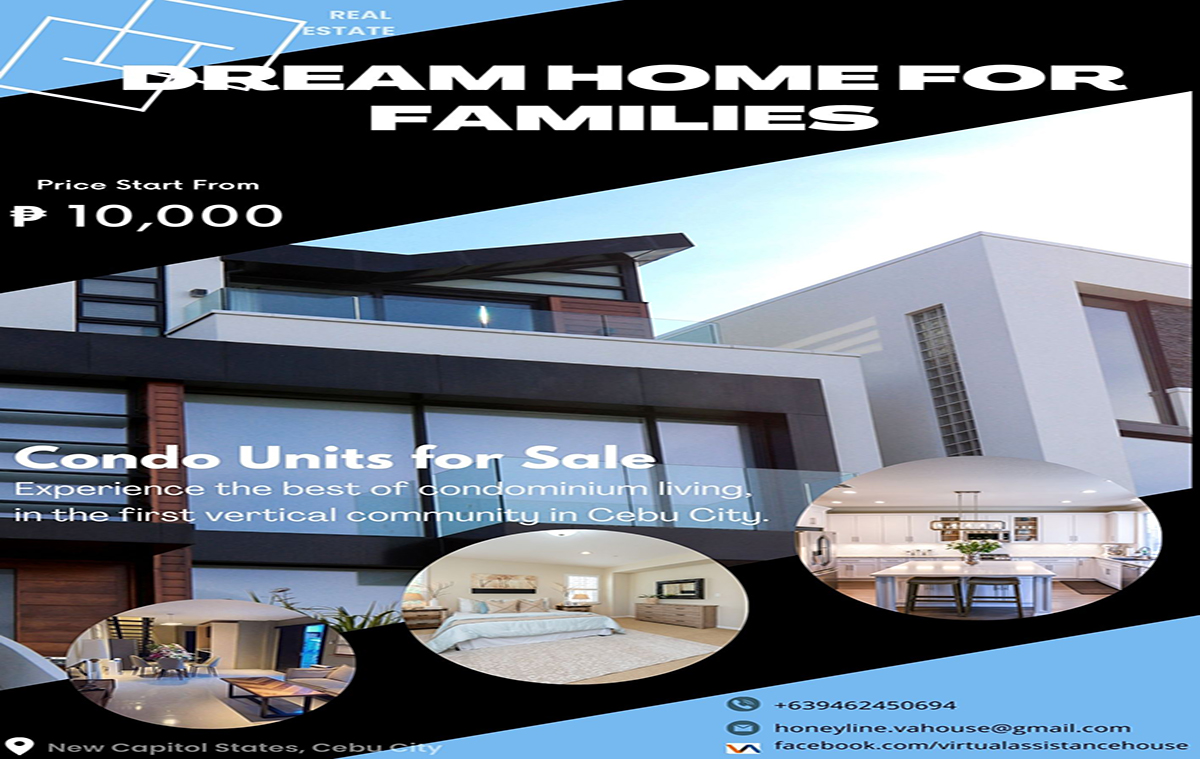 REAL
ESTATE
DREAM HOME FOR
FAMILIES
Price Start From
₱ 10,000
Condo Units for Sale
Experience the best of condominium living,
in the first vertical community in Cebu City.
+639462450694
honeyline.vahouse@gmail.com
facebook.com/virtualassistancehouse
New Capitol States, Cebu City